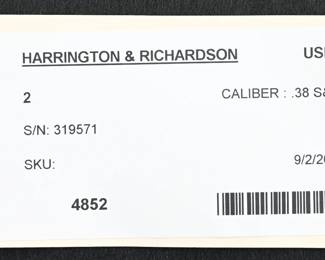 HARRINGTON & RICHARDSON
2 CALIBER : .38
S/N: 319571
SKU:
4852